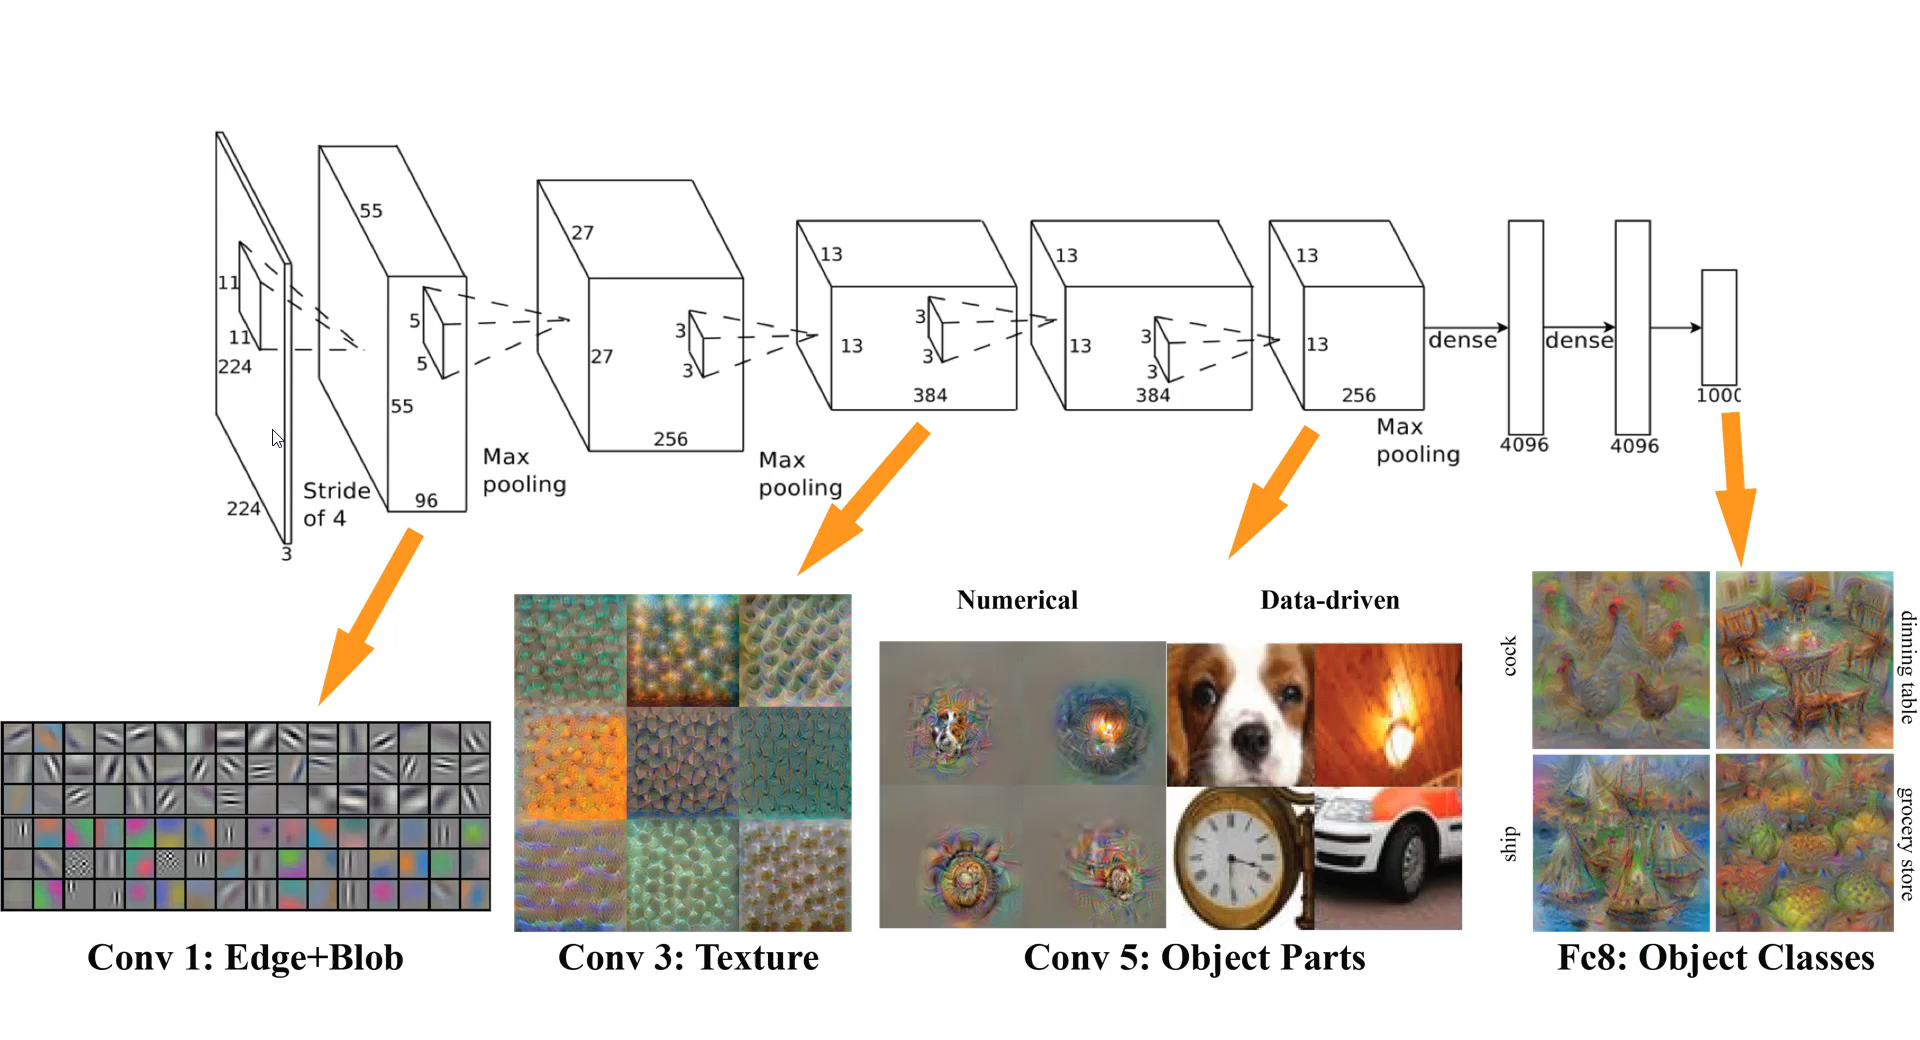 11
11
224
224
3
Stride
of 4
55
55
96
5
5
Max
pooling
27
27
256
3
3
Max
pooling
13
13
384
3
3
13
13
384
3
3
13
13
256
Max
pooling
dense
4096
dense
4096
1000
Conv 1: Edge+Blob
Conv 3: Texture
Numerical
Data-driven
Conv 5: Object Parts
cock
dinning table
ship
grocery store
Fc8: Object Classes